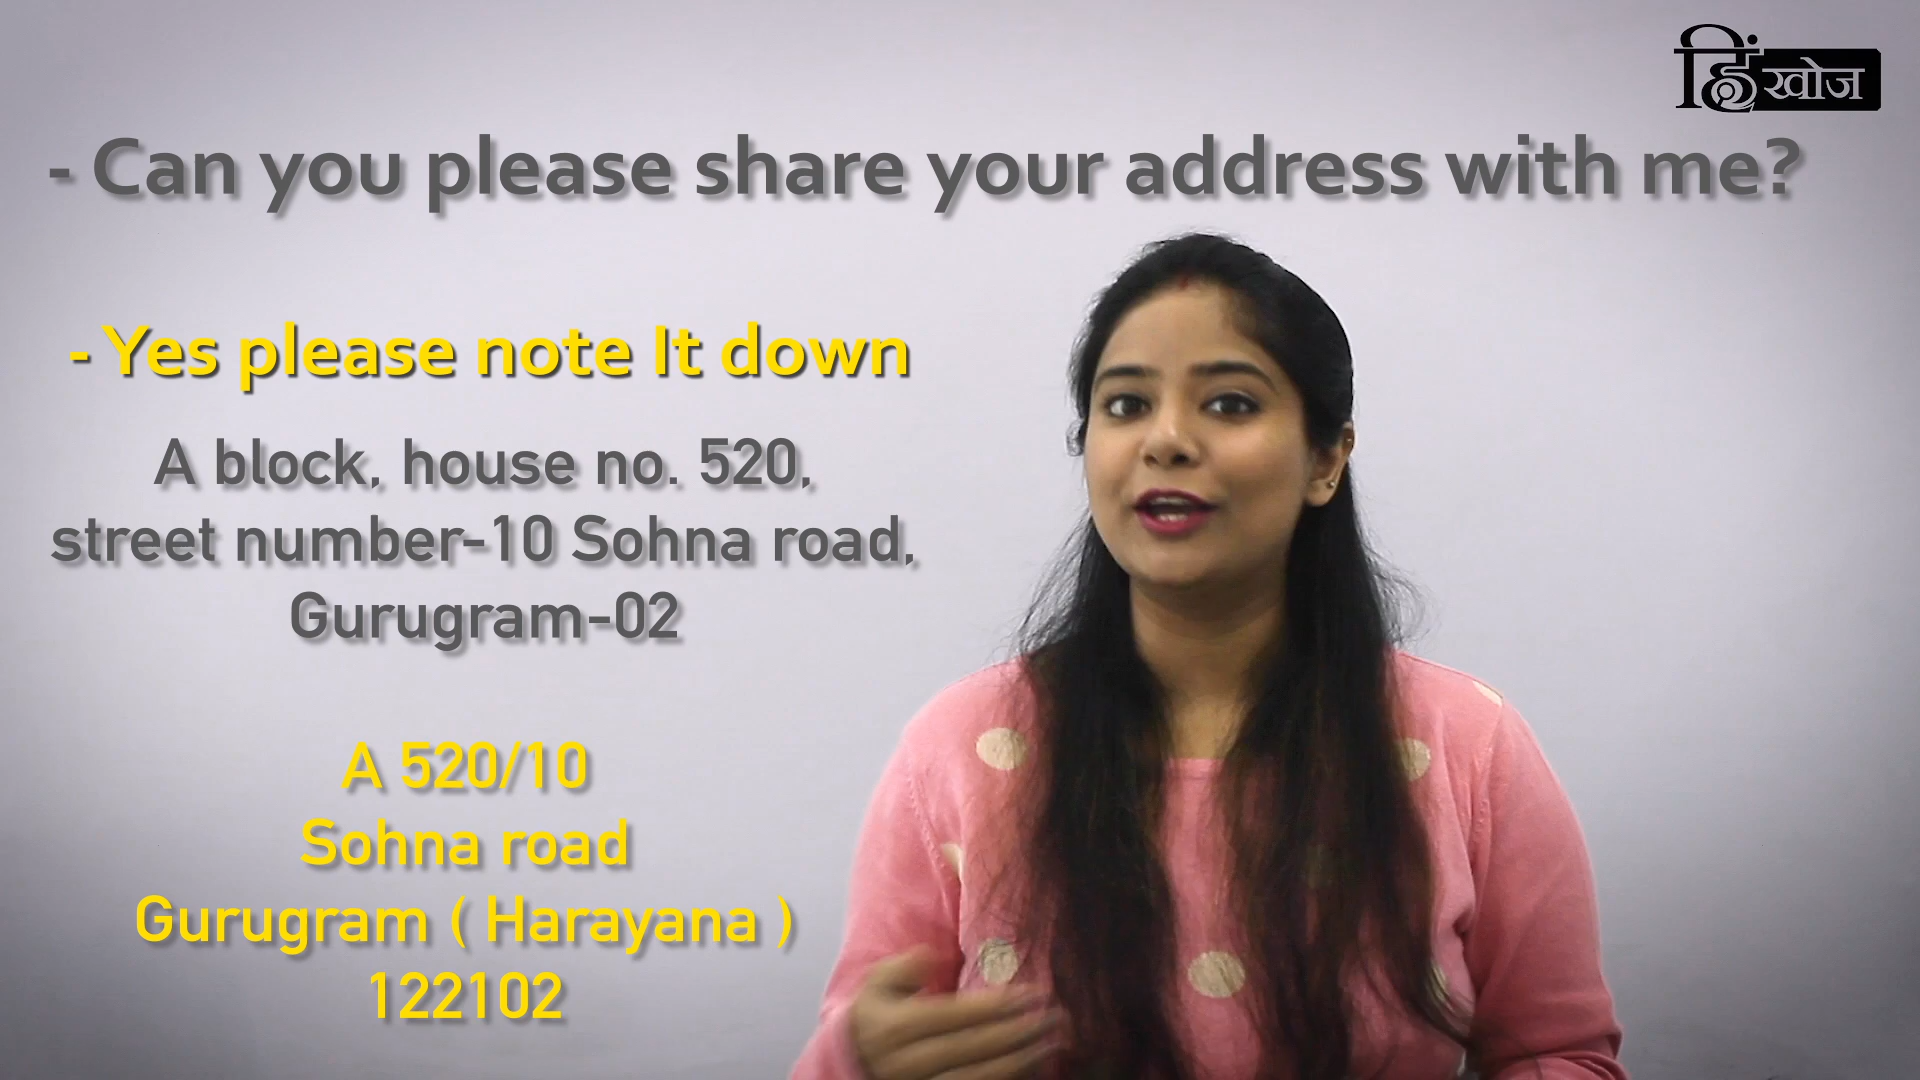 हिंखोज
- Can you please share your address with me?
- Yes please note It down
A block, house no. 520,
street number-10 Sohna road,
Gurugram-02
A 520/10
Sohna road
Gurugram ( Harayana )
122102